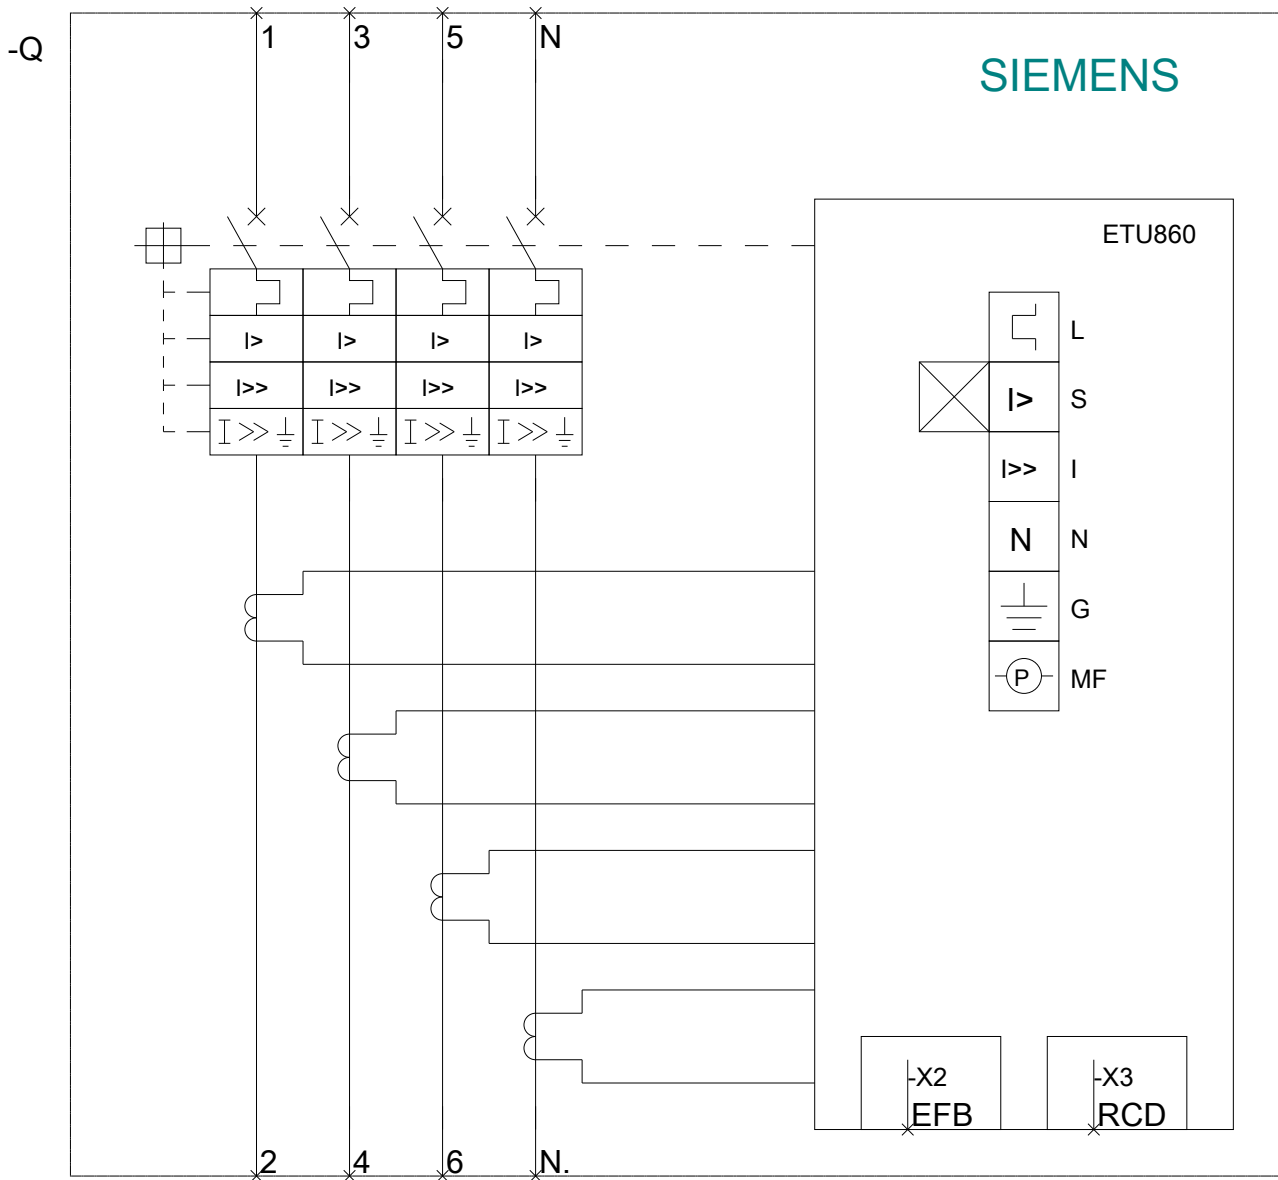 1 3 5 N
-Q
SIEMENS
ETU860
L
I> I> I> I>
I>> I>> I>> I>>
I>> I>> I>> I>>
I> S
I>> I
N N
G
P MF
-X2 -X3
EFB RCD
2 4 6 N.